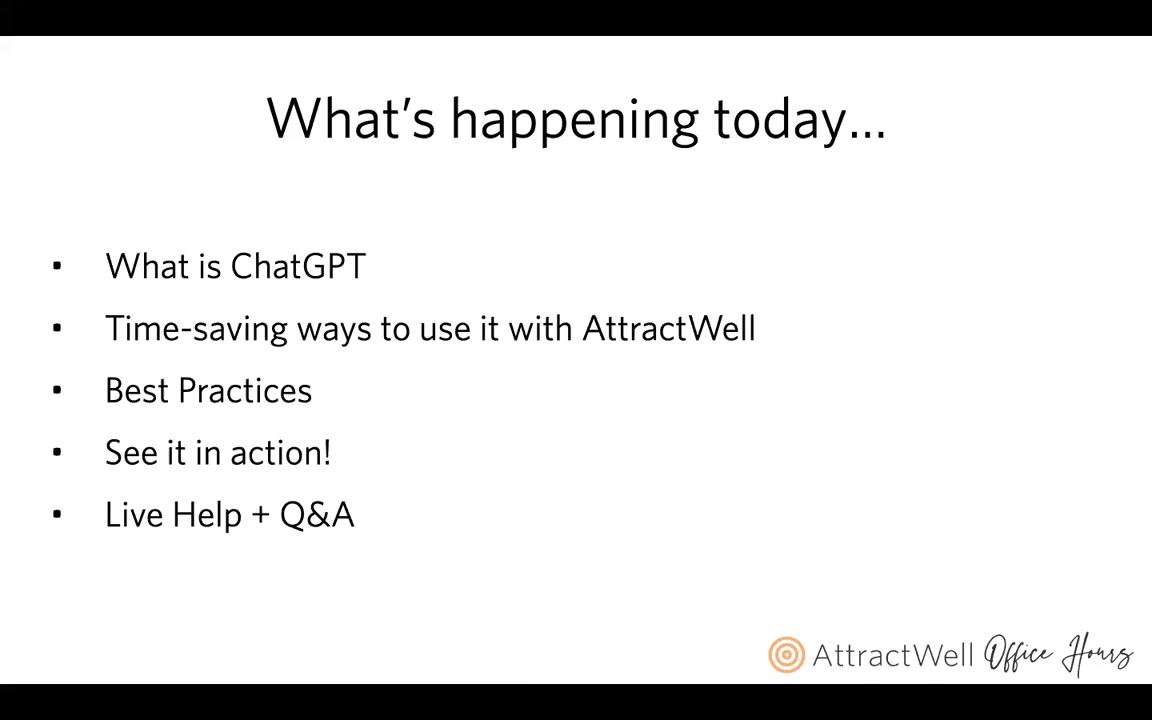 What’s happening today...
▪ What is ChatGPT
▪ Time-saving ways to use it with AttractWell
▪ Best Practices
▪ See it in action!
▪ Live Help + Q&A
AttractWell Office Hours